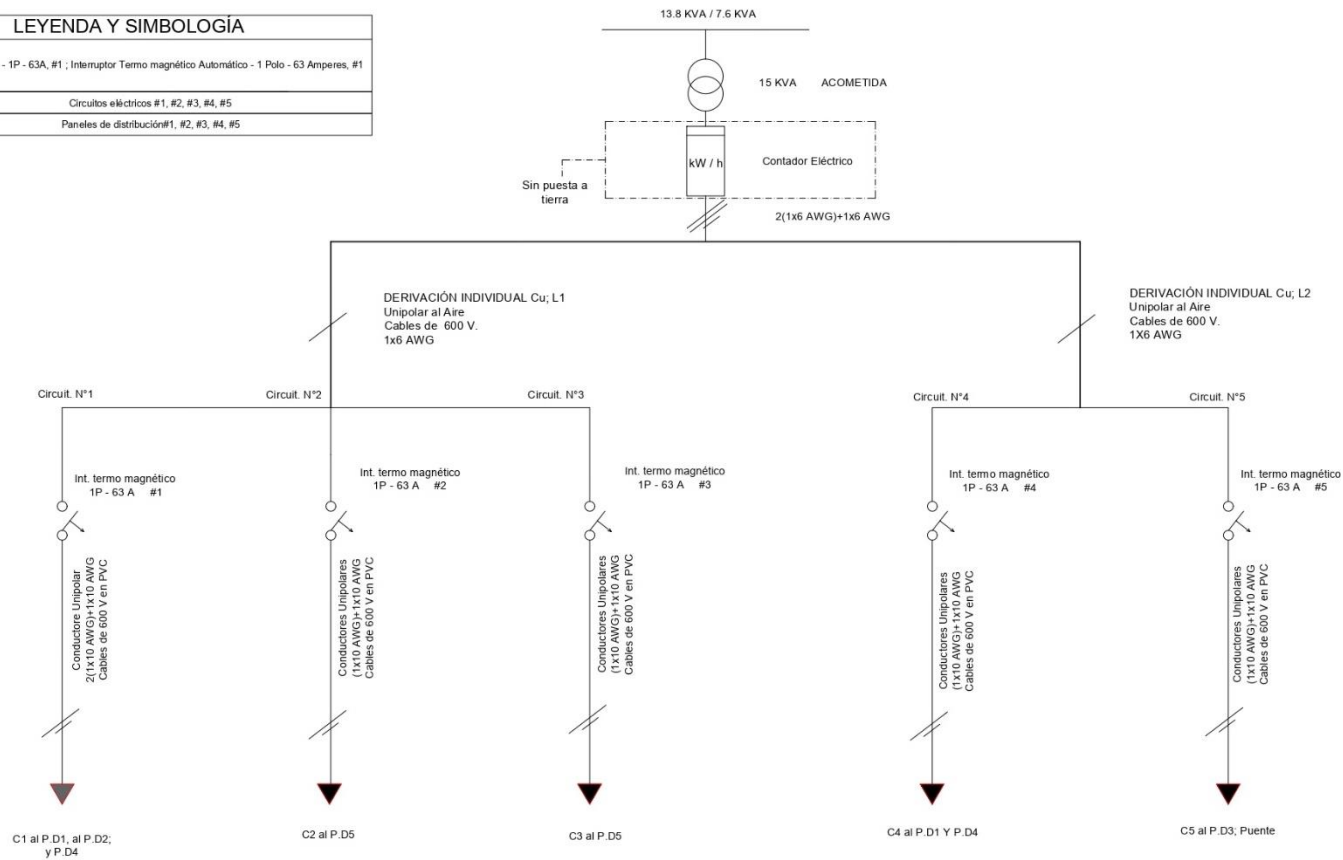 LEYENDA Y SIMBOLOGÍA
- 1P - 63A, #1 ; Interruptor Termo magnético Automático - 1 Polo - 63 Amperes, #1
Circuitos eléctricos #1, #2, #3, #4, #5
Paneles de distribución#1, #2, #3, #4, #5
13.8 KVA / 7.6 KVA
15 KVA ACOMETIDA
kW / h
Contador Eléctrico
Sin puesta a
tierra
2(1x6 AWG)+1x6 AWG
DERIVACIÓN INDIVIDUAL Cu; L1
Unipolar al Aire
Cables de 600 V.
1x6 AWG
DERIVACIÓN INDIVIDUAL Cu; L2
Unipolar al Aire
Cables de 600 V.
1X6 AWG
Circuit. N°1
Circuit. N°2
Circuit. N°3
Circuit. N°4
Circuit. N°5
Int. termo magnético
1P - 63 A #1
Int. termo magnético
1P - 63 A #2
Int. termo magnético
1P - 63 A #3
Int. termo magnético
1P - 63 A #4
Int. termo magnético
1P - 63 A #5
Conductore Unipolar
2(1x10 AWG)+1x10 AWG
Cables de 600 V en PVC
Conductores Unipolares
(1x10 AWG)+1x10 AWG
Cables de 600 V en PVC
Conductores Unipolares
(1x10 AWG)+1x10 AWG
Cables de 600 V en PVC
Conductores Unipolares
(1x10 AWG)+1x10 AWG
Cables de 600 V en PVC
Conductores Unipolares
(1x10 AWG)+1x10 AWG
Cables de 600 V en PVC
C1 al P.D1, al P.D2;
y P.D4
C2 al P.D5
C3 al P.D5
C4 al P.D1 Y P.D4
C5 al P.D3; Puente